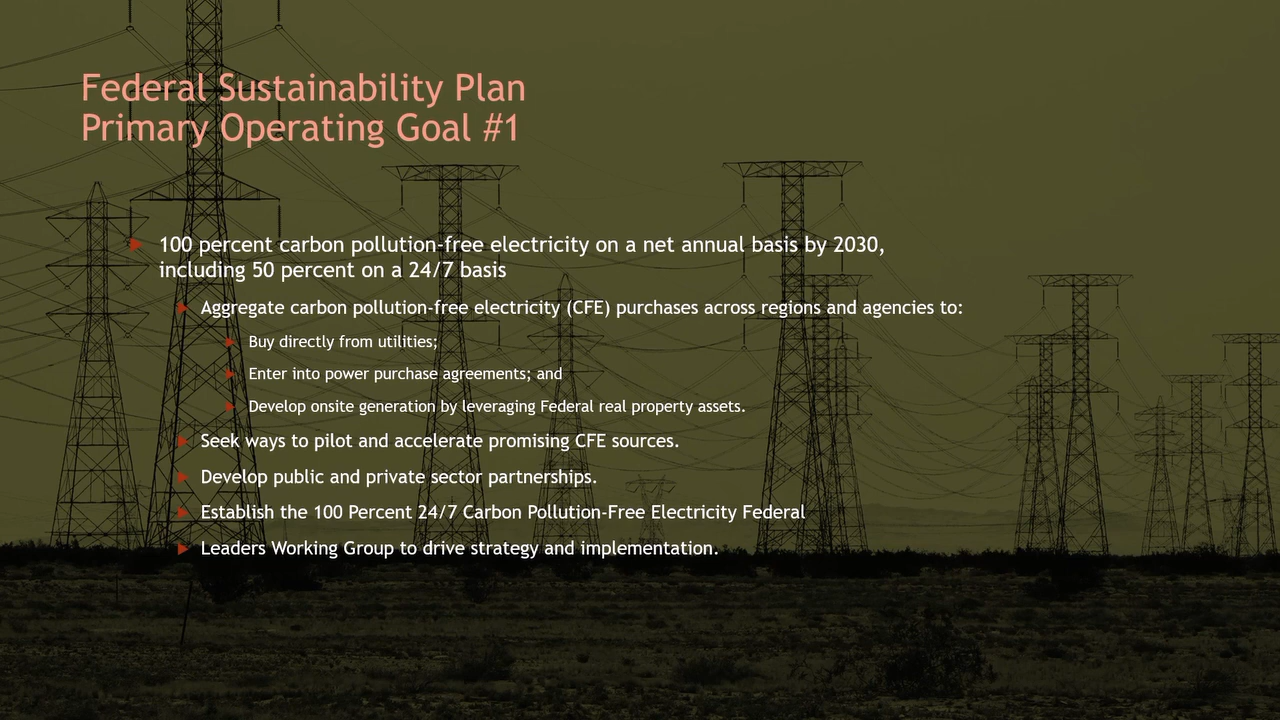 Federal Sustainability Plan
Primary Operating Goal #1
100 percent carbon pollution-free electricity on a net annual basis by 2030,
including 50 percent on a 24/7 basis
Aggregate carbon pollution-free electricity (CFE) purchases across regions and agencies to:
Buy directly from utilities;
Enter into power purchase agreements; and
Develop onsite generation by leveraging Federal real property assets.
Seek ways to pilot and accelerate promising CFE sources.
Develop public and private sector partnerships.
Establish the 100 Percent 24/7 Carbon Pollution-Free Electricity Federal
Leaders Working Group to drive strategy and implementation.